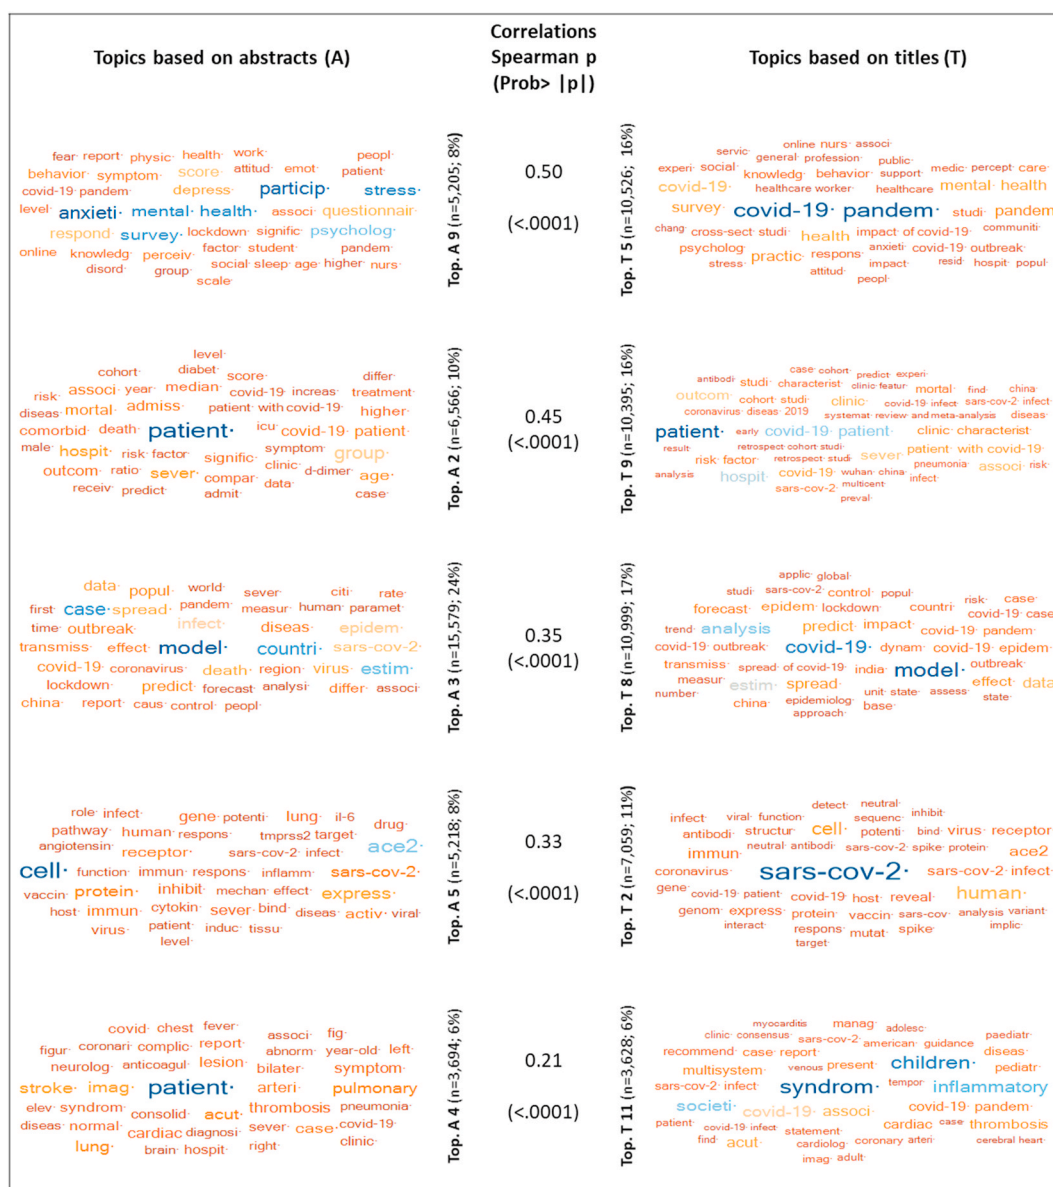 Correlations
Topics based on abstracts (A) Spearman p Topics based on titles (T)
(Prob> |p|)
fear· report· physic· health· work· peopl·
behavior· symptom· score· attitud· emot· patient·
covid-19 pandem· depress· particip· stress·
level· anxieti· mental health· associ· questionnair·
respond· survey· lockdown· signific· psycholog·
online· knowledg· perceiv· factor· student· pandem·
disord· group· social· sleep· age· higher· nurs·
scale·
Top. A 9 (n=5,205; 8%)
0.50
(<.0001)
Top. T 5 (n=10,526; 16%)
online· nurs· associ·
servic· general· profession· public·
experi· social· knowledg· behavior· support· medic· percept· care·
covid-19· healthcare worker· healthcare· mental health·
survey· covid-19 pandem· studi· pandem·
chang· cross-sect· studi· health· impact of covid-19· communiti·
psycholog· practic· respons· anxieti· covid-19 outbreak·
stress· attitud· impact· resid· hospit· popul·
peopl·
level·
cohort· diabet· score· differ·
risk· associ· year· median· covid-19· increas· treatment·
disease· mortal· admiss· patient with covid-19· higher·
comorbid· death· patient· icu· covid-19 patient·
male· hospit· risk factor· signific· symptom· group·
outcom· ratio· sever· compar· clinic· d-dimer· age·
receiv· predict· admit· data· case·
Top. A 2 (n=6,566; 10%)
0.45
(<.0001)
Top. T 9 (n=10,395; 16%)
case· cohort· predict· experi·
antibodi· studi· characterist· clinic featur· mortal· find· china·
outcom· cohort studi· clinic· covid-19 infect· sars-cov-2 infect·
coronavirus disease 2019· systemat review and meta-analysis· diseas·
patient· early· covid-19 patient· clinic characterist·
result· retrospect cohort studi· sever· patient with covid-19·
risk factor· retrospect studi· pneumonia· associ· risk·
analysis· hospit· covid-19· wuhan china· infect·
sars-cov-2· multicent·
preval·
data· popul· world· sever· citi· rate·
first· case· spread· pandem· measur· human· paramet·
time· outbreak· infect· diseas· epidem·
transmiss· effect· model· countri· sars-cov-2·
covid-19· coronavirus· death· region· virus· estim·
lockdown· predict· forecast· analysi· differ· associ·
china· report· caus· control· peopl·
Top. A 3 (n=15,579; 24%)
0.35
(<.0001)
Top. T 8 (n=10,999; 17%)
applic· global·
studi· sars-cov-2· control· popul·
forecast· epidem· lockdown· countri· risk· case·
trend· analysis· predict· impact· covid-19 pandem· covid-19 case·
covid-19 outbreak· covid-19· dynam· covid-19 epidem·
transmiss· spread of covid-19· india· model· outbreak·
measur· estim· spread· effect· data·
number· china· epidemiolog· unit state· assess· state·
approach· base·
role· infect· gene· potenti· lung· il-6·
pathway· human· respons· tmprss2· target· drug·
angiotensin· receptor· sars-cov-2 infect· ace2·
cell· function· immun respons· inflamm· sars-cov-2·
vaccin· protein· inhibit· mechan· effect· express·
host· immun· cytokin· sever· bind· diseas· activ· viral·
virus· patient· induc· tissu·
level·
Top. A 5 (n=5,218; 8%)
0.33
(<.0001)
Top. T 2 (n=7,059; 11%)
detect· neutral·
infect· viral· function· sequenc· inhibit·
antibodi· structur· cell· potenti· bind· virus· receptor·
immun· neutral antibodi· sars-cov-2 spike protein· ace2·
coronavirus· sars-cov-2· sars-cov-2 infect·
gene· covid-19 patient· covid-19· host· reveal· human·
genom· express· protein· vaccin· sars-cov· analysis· variant·
interact· respons· mutat· spike· implic·
target·
covid· chest· fever· associ· fig·
figur· coronari· complic· report· abnorm· year-old· left·
neurolog· anticoagul· lesion· bilater· symptom·
stroke· imag· patient· arteri· pulmonary·
elev· syndrom· consolid· acut· thrombosis· pneumonia·
diseas· normal· cardiac· diagnosi· sever· case· covid-19·
lung· brain· hospit· right· clinic·
Top. A 4 (n=3,694; 6%)
0.21
(<.0001)
Top. T 11 (n=3,628; 6%)
myocarditis· manag· adolesc·
clinic· consensus· sars-cov-2· american· guidance· paediatr·
recommend· case report· children· diseas·
multisystem· venous· present· pediatr·
sars-cov-2 infect· syndrom· tempor· inflammatory·
societi· covid-19· associ· covid-19 pandem·
patient· covid-19 infect· statement· cardiac· case· thrombosis·
find· acut· cardiolog· coronary arteri· cerebral· heart·
imag· adult·